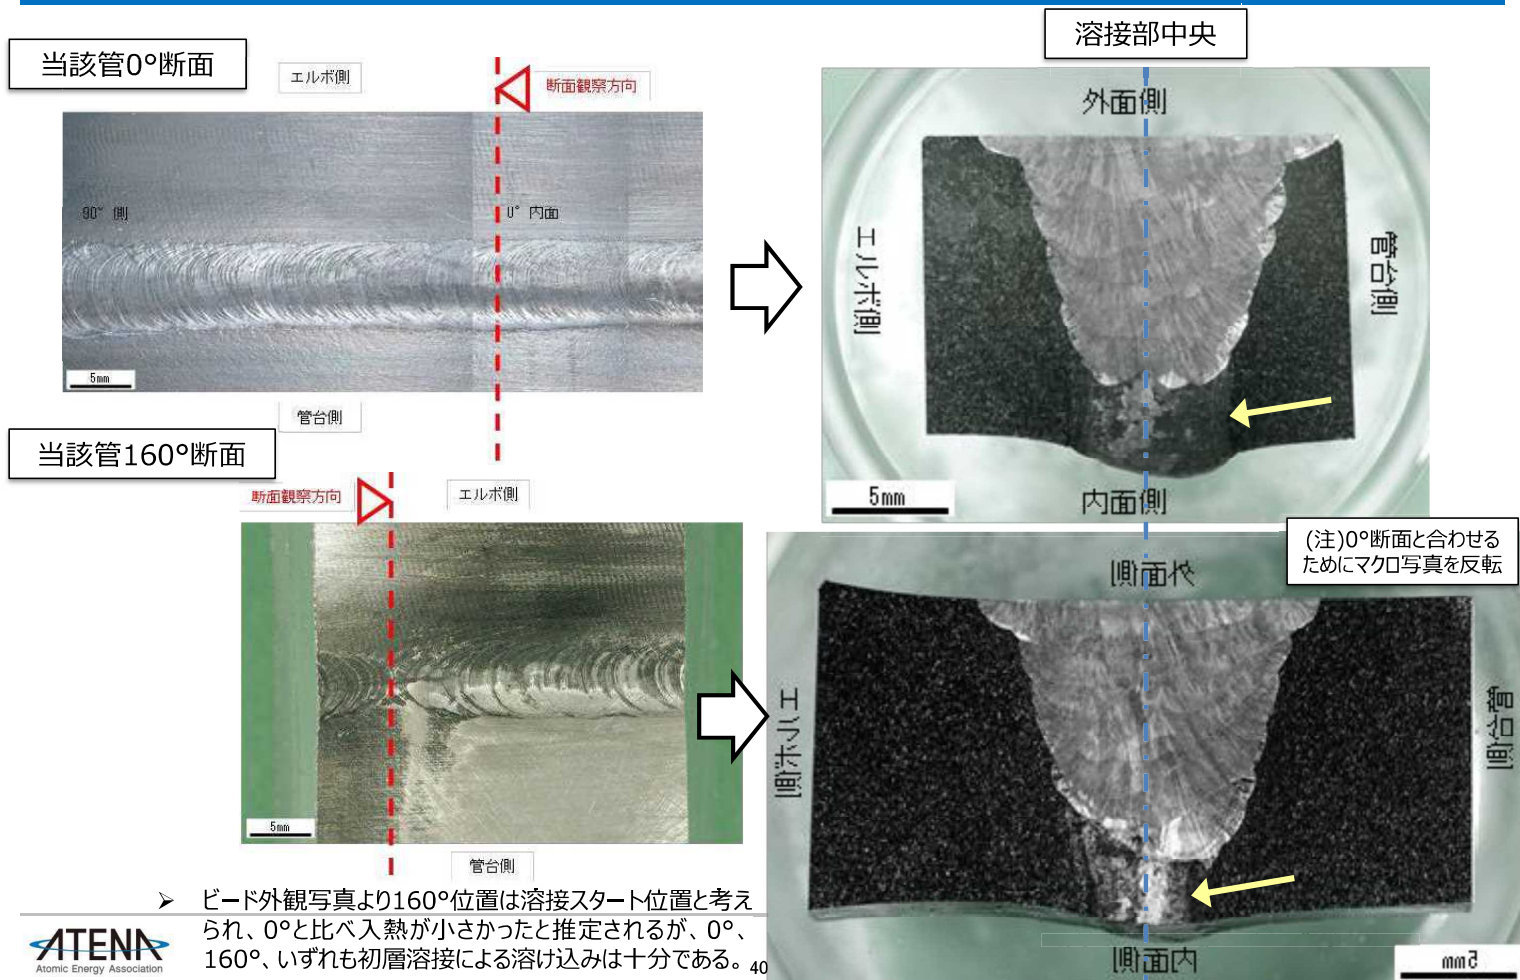 溶接部中央
当該管0°断面
エルボ側
断面観察方向
90° 側
0° 内面
5mm
管台側
外面側
エルボ側
管台側
内面側
5mm
当該管160°断面
断面観察方向
エルボ側
5mm
管台側
(注)0°断面と合わせる
ためにマクロ写真を反転
外面側
エルボ側
管台側
内面側
5mm
➢ ビード外観写真より160°位置は溶接スタート位置と考え
られ、0°と比べ入熱が小さかったと推定されるが、0°、
160°、いずれも初層溶接による溶け込みは十分である。
ATENA
Atomic Energy Association
40